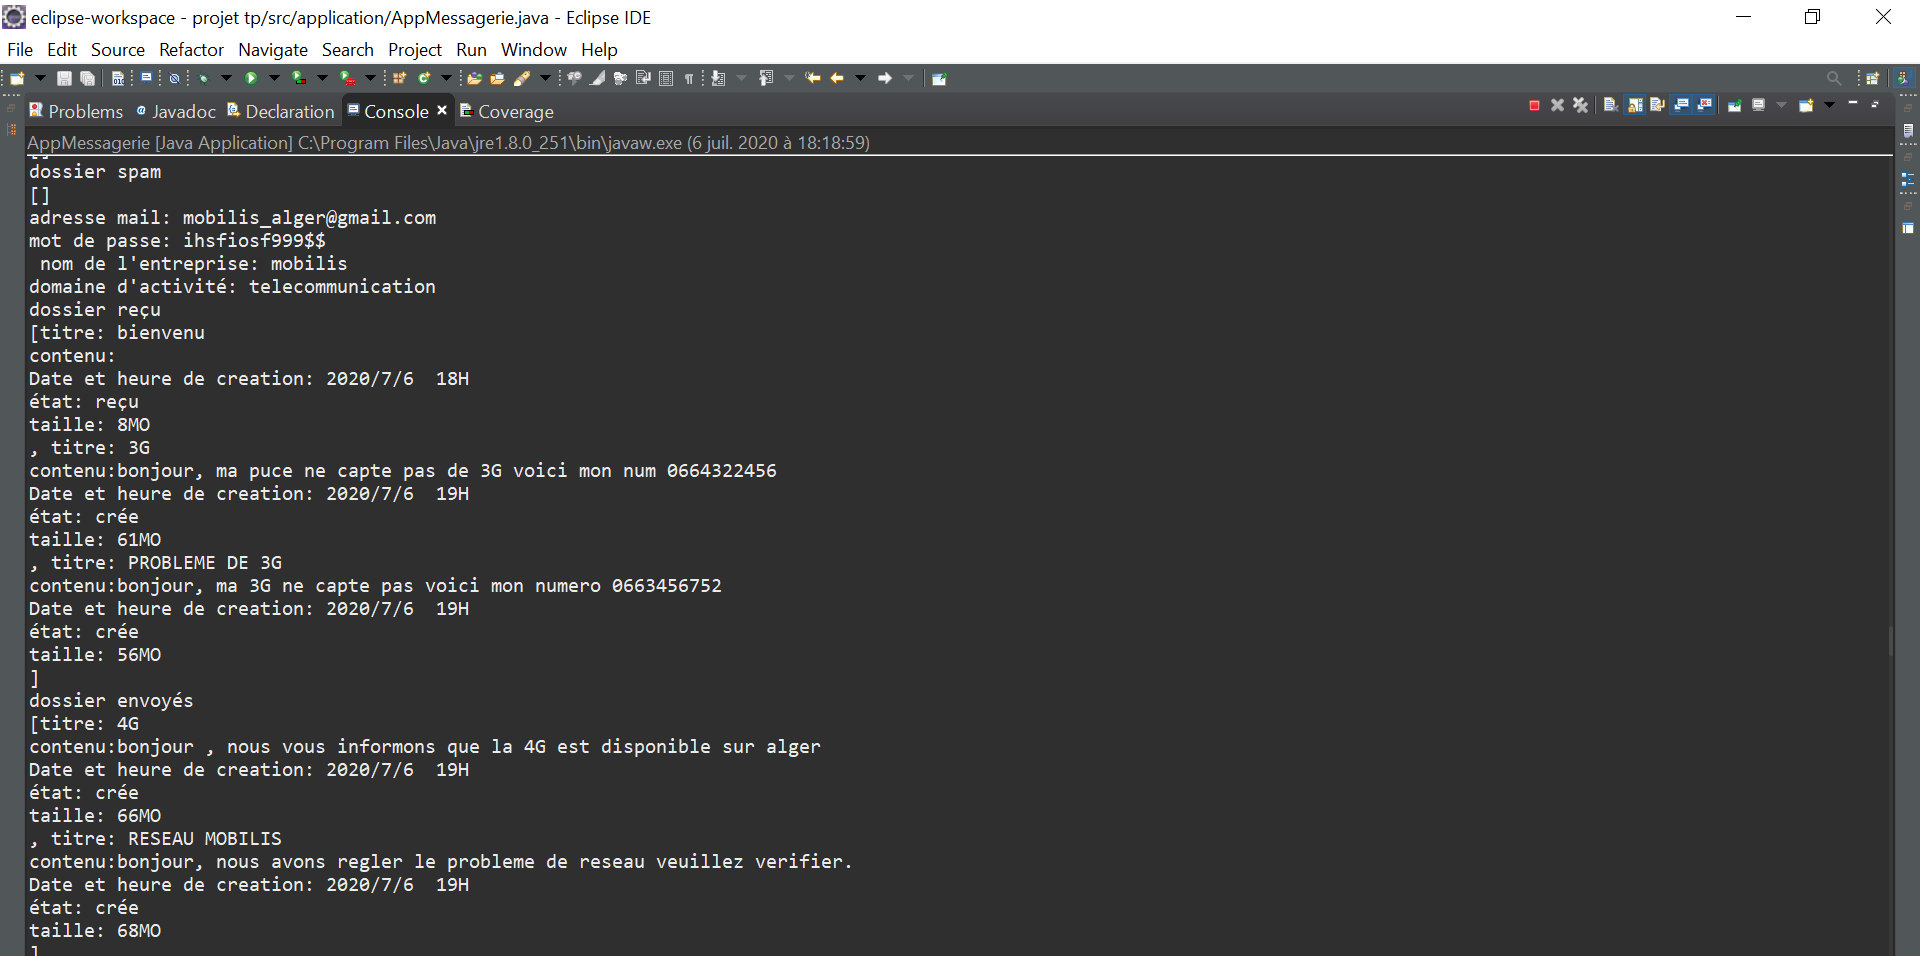 eclipse-workspace - projet tp/src/application/AppMessagerie.java - Eclipse IDE
File Edit Source Refactor Navigate Search Project Run Window Help
Problems Javadoc Declaration Console Coverage
AppMessagerie [Java Application] C:\Program Files\Java\jre1.8.0_251\bin\javaw.exe (6 juil. 2020 à 18:18:59)
[]
dossier spam
[]
adresse mail: mobilis_alger@gmail.com
mot de passe: ihsfiosf999$$
nom de l'entreprise: mobilis
domaine d'activité: telecommunication
dossier reçu
[titre: bienvenu
contenu:
Date et heure de creation: 2020/7/6  18H
état: reçu
taille: 8MO
, titre: 3G
contenu:bonjour, ma puce ne capte pas de 3G voici mon num 0664322456
Date et heure de creation: 2020/7/6  19H
état: crée
taille: 61MO
, titre: PROBLEME DE 3G
contenu:bonjour, ma 3G ne capte pas voici mon numero 0663456752
Date et heure de creation: 2020/7/6  19H
état: crée
taille: 56MO
]
dossier envoyés
[titre: 4G
contenu:bonjour , nous vous informons que la 4G est disponible sur alger
Date et heure de creation: 2020/7/6  19H
état: crée
taille: 66MO
, titre: RESEAU MOBILIS
contenu:bonjour, nous avons regler le probleme de reseau veuillez verifier.
Date et heure de creation: 2020/7/6  19H
état: crée
taille: 68MO
]